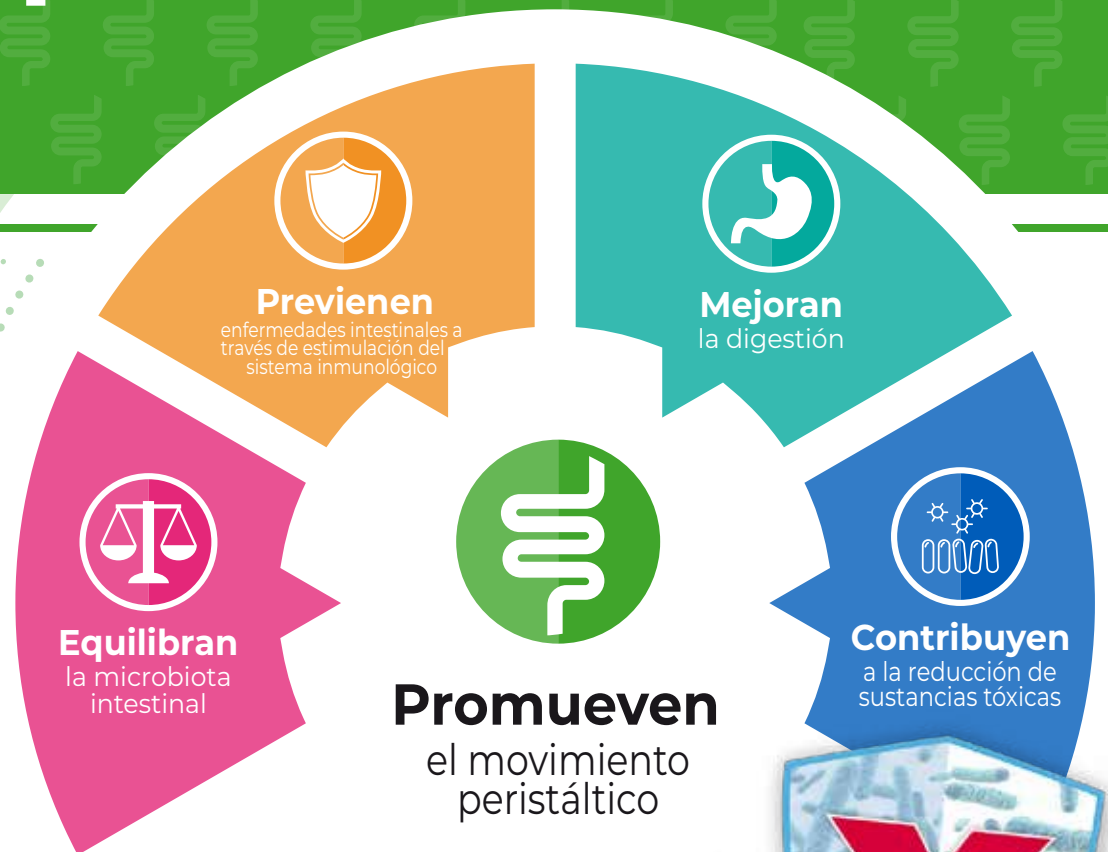 Previenen
enfermedades intestinales a
través de estimulación del
sistema inmunológico
Mejoran
la digestión
Equilibran
la microbiota
intestinal
Contribuyen
a la reducción de
sustancias tóxicas
Promueven
el movimiento
peristáltico